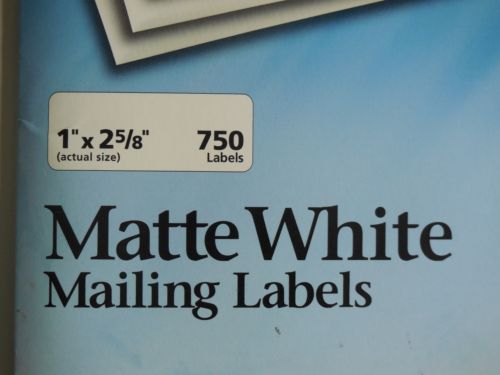 1" x 2⁵/₈" 750
(actual size) Labels
Matte White
Mailing Labels